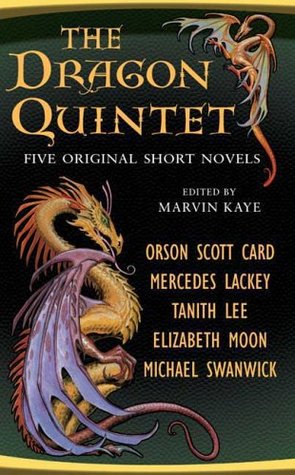 THE
DRAGON
QUINTET
FIVE ORIGINAL SHORT NOVELS
EDITED BY
MARVIN KAYE
ORSON SCOTT CARD
MERCEDES LACKEY
TANITH LEE
ELIZABETH MOON
MICHAEL SWANWICK